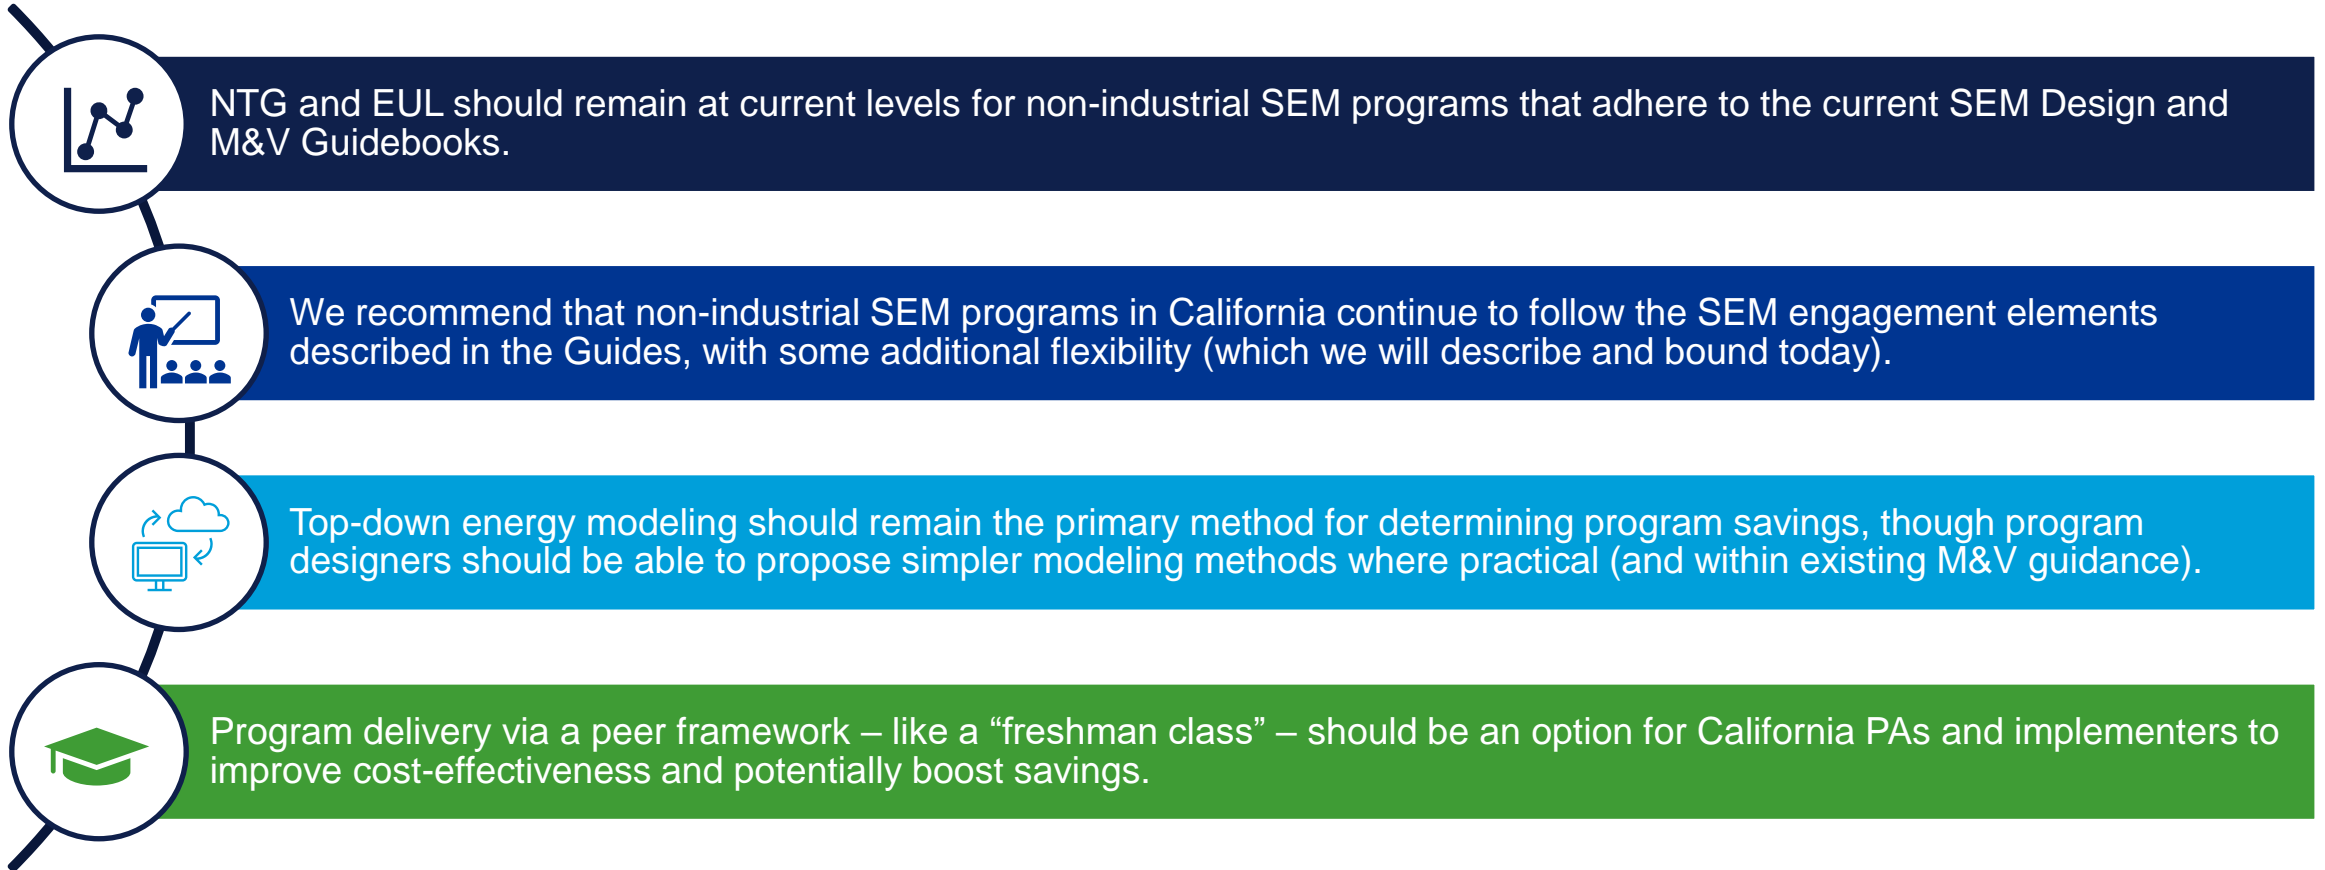 NTG and EUL should remain at current levels for non-industrial SEM programs that adhere to the current SEM Design and
M&V Guidebooks.
We recommend that non-industrial SEM programs in California continue to follow the SEM engagement elements
described in the Guides, with some additional flexibility (which we will describe and bound today).
Top-down energy modeling should remain the primary method for determining program savings, though program
designers should be able to propose simpler modeling methods where practical (and within existing M&V guidance).
Program delivery via a peer framework – like a “freshman class” – should be an option for California PAs and implementers to
improve cost-effectiveness and potentially boost savings.